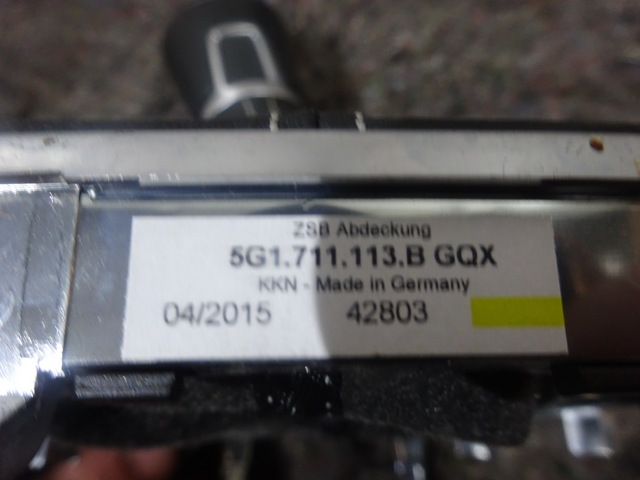 ZSB Abdeckung
5G1.711.113.B GQX
KKN - Made in Germany
04/2015 42803